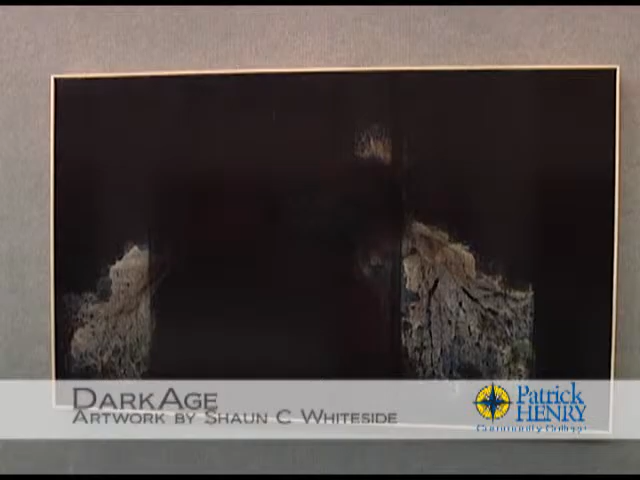 DarkAge
Artwork by Shaun C Whiteside
Patrick
HENRY
Community College